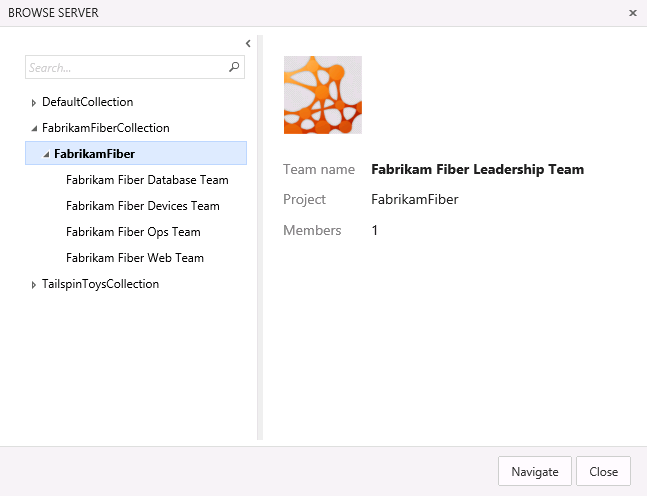 BROWSE SERVER
Search...
DefaultCollection
FabrikamFiberCollection
FabrikamFiber
Fabrikam Fiber Database Team
Fabrikam Fiber Devices Team
Fabrikam Fiber Ops Team
Fabrikam Fiber Web Team
TailspinToysCollection
Team name Fabrikam Fiber Leadership Team
Project FabrikamFiber
Members 1
Navigate Close